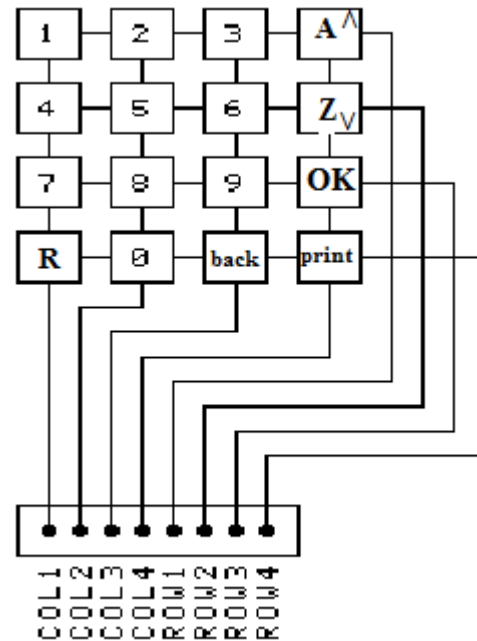 1 2 3 A ^
4 5 6 Z v
7 8 9 OK
R 0 back print
COL1
COL2
COL3
COL4
ROW1
ROW2
ROW3
ROW4